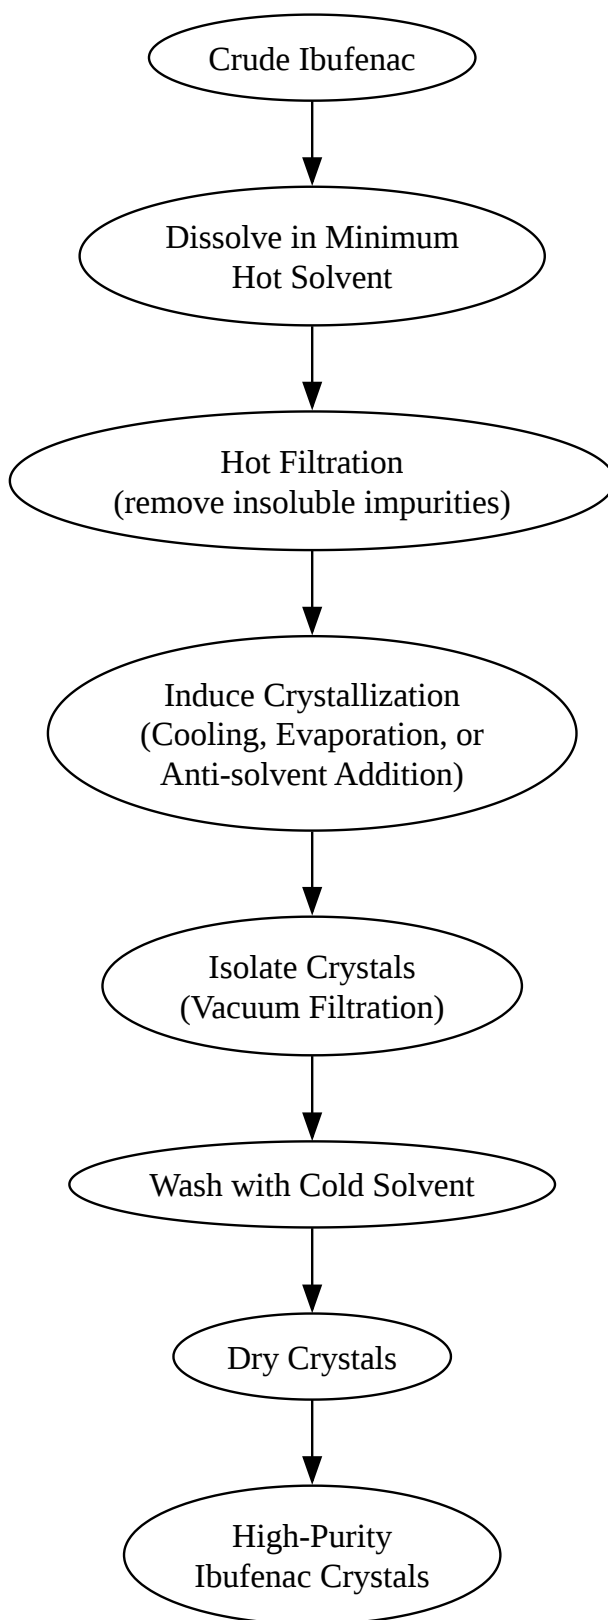 Crude Ibufenac
Dissolve in Minimum
Hot Solvent
Hot Filtration
(remove insoluble impurities)
Induce Crystallization
(Cooling, Evaporation, or
Anti-solvent Addition)
Isolate Crystals
(Vacuum Filtration)
Wash with Cold Solvent
Dry Crystals
High-Purity
Ibufenac Crystals